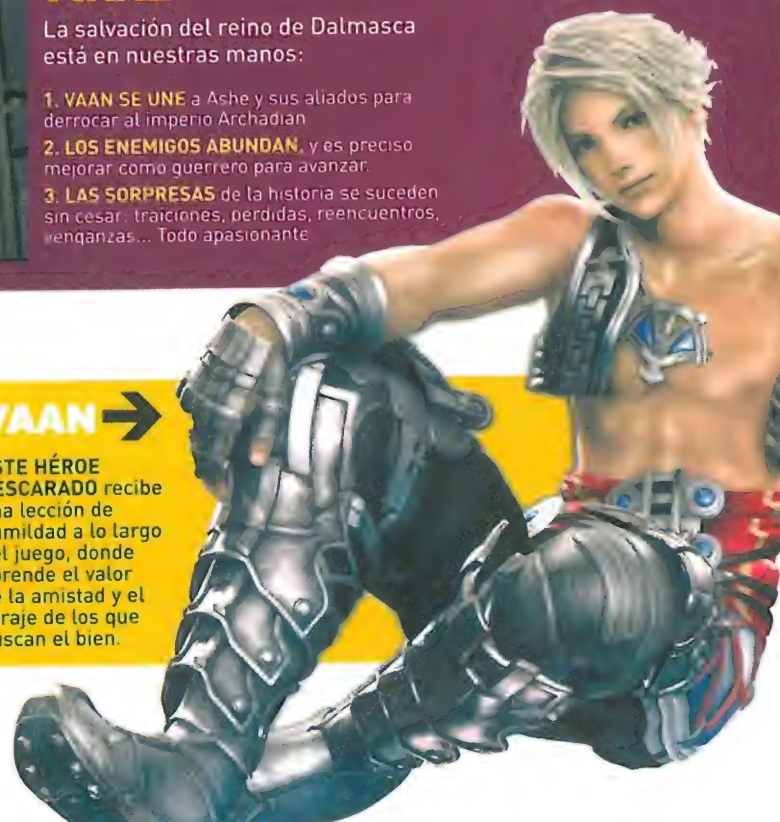 La salvación del reino de Dalmasca
está en nuestras manos:
1. VAAN SE UNE a Ashe y sus aliados para
derrocar al imperio Archadian
2. LOS ENEMIGOS ABUNDAN, y es preciso
mejorar como guerrero para avanzar.
3. LAS SORPRESAS de la historia se suceden
sin cesar: traiciones, perdidas, reencuentros,
venganzas... Todo apasionante
VAAN
STE HÉROE
ESCARADO recibe
na lección de
umildad a lo largo
el juego, donde
prende el valor
e la amistad y el
raje de los que
uscan el bien.